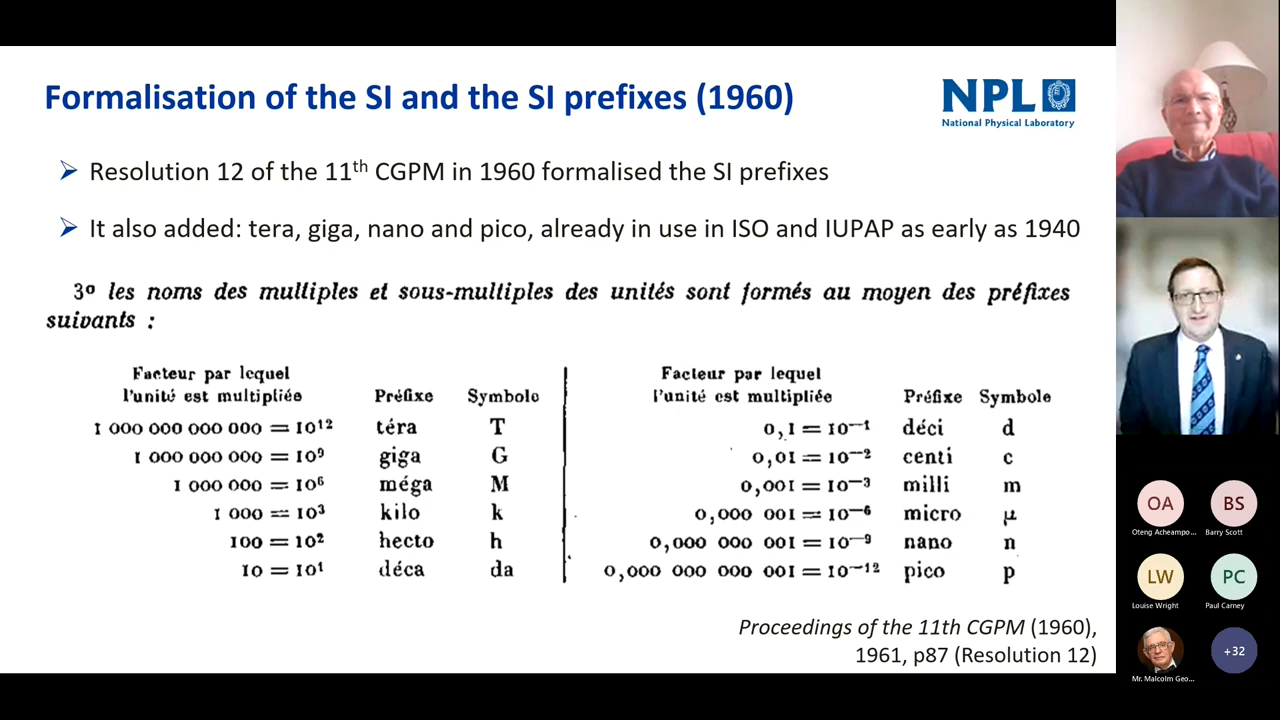 Formalisation of the SI and the SI prefixes (1960)
NPL
National Physical Laboratory
Resolution 12 of the 11th CGPM in 1960 formalised the SI prefixes
It also added: tera, giga, nano and pico, already in use in ISO and IUPAP as early as 1940
3º les noms des multiples et sous-multiples des unités sont formés au moyen des préfixes
suivants :
Facteur par lequel
l'unité est multipliée Préfixe Symbole
1 000 000 000 000 = 10¹² téra T
1 000 000 000 = 10⁹ giga G
1 000 000 = 10⁶ méga M
1 000 = 10³ kilo k
100 = 10² hecto h
10 = 10¹ déca da
Facteur par lequel
l'unité est multipliée Préfixe Symbole
0,1 = 10⁻¹ déci d
0,01 = 10⁻² centi c
0,001 = 10⁻³ milli m
0,000 001 = 10⁻⁶ micro μ
0,000 000 001 = 10⁻⁹ nano n
0,000 000 000 001 = 10⁻¹² pico p
Proceedings of the 11th CGPM (1960),
1961, p87 (Resolution 12)
OA
BS
Oteng Acheampo...
Barry Scott
LW
PC
Louise Wright
Paul Carney
+32
Mr. Malcolm Geo...